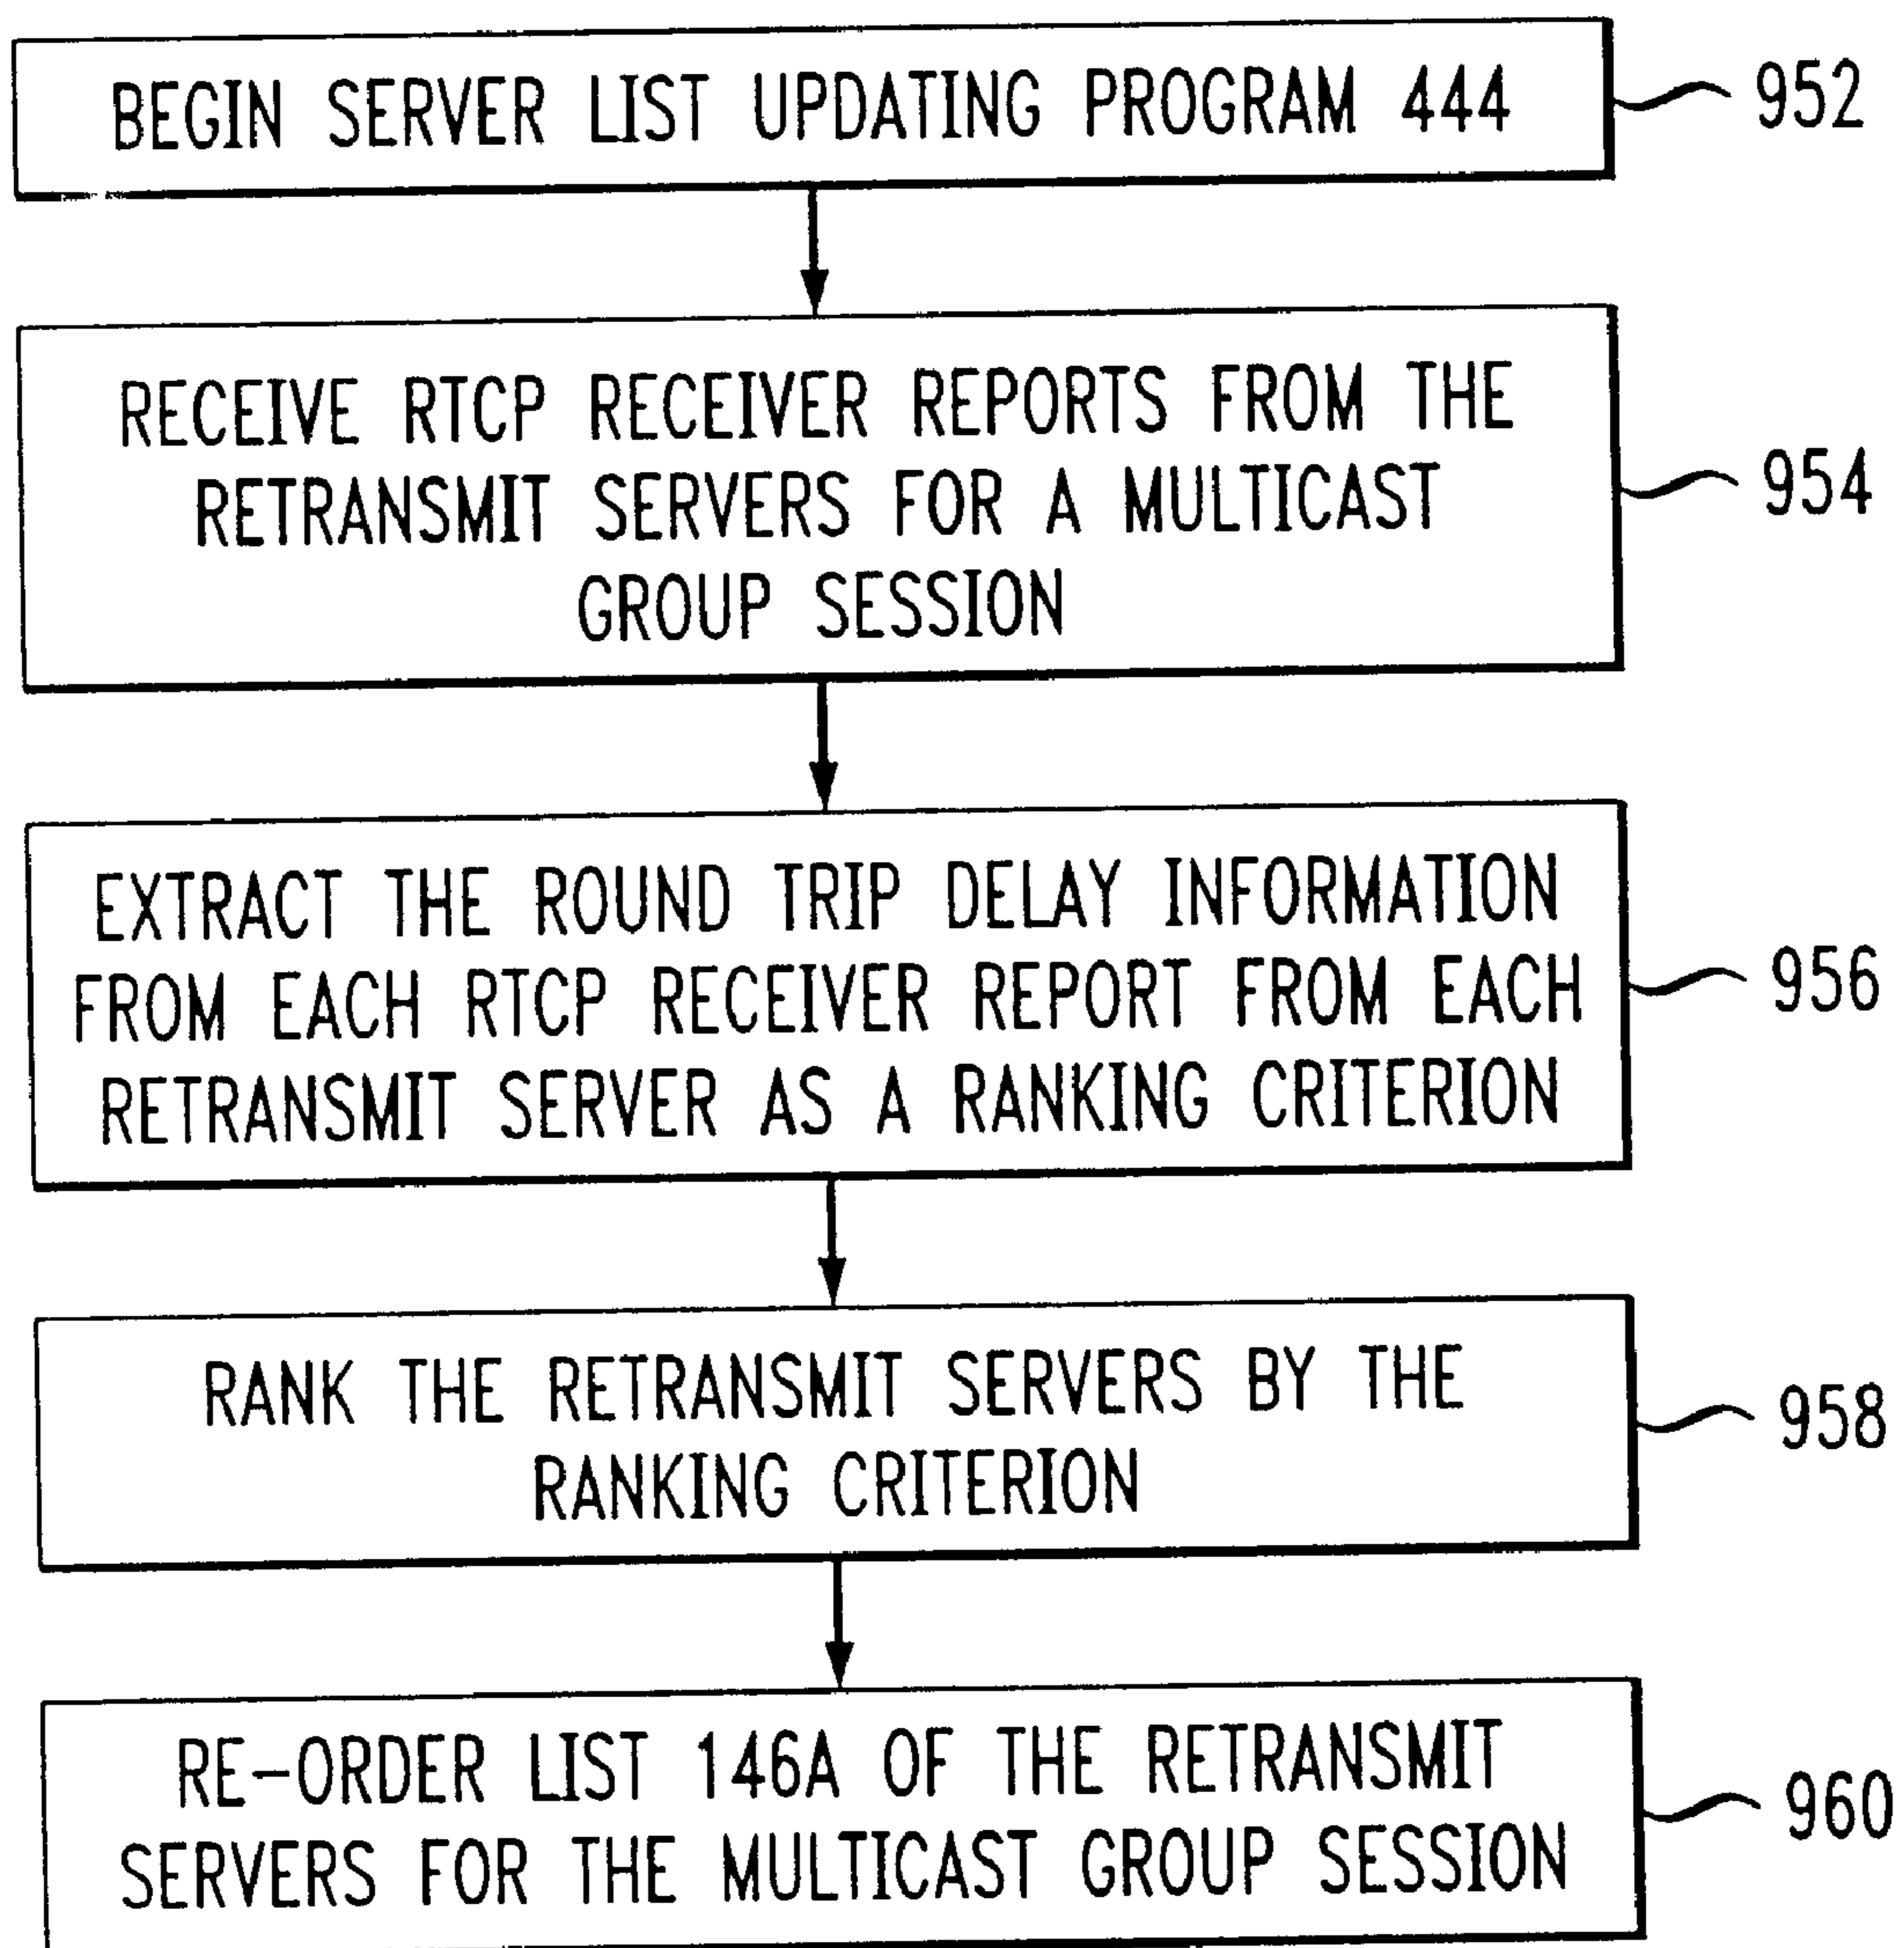 BEGIN SERVER LIST UPDATING PROGRAM 444
952
RECEIVE RTCP RECEIVER REPORTS FROM THE
RETRANSMIT SERVERS FOR A MULTICAST
GROUP SESSION
954
EXTRACT THE ROUND TRIP DELAY INFORMATION
FROM EACH RTCP RECEIVER REPORT FROM EACH
RETRANSMIT SERVER AS A RANKING CRITERION
956
RANK THE RETRANSMIT SERVERS BY THE
RANKING CRITERION
958
RE-ORDER LIST 146A OF THE RETRANSMIT
SERVERS FOR THE MULTICAST GROUP SESSION
960